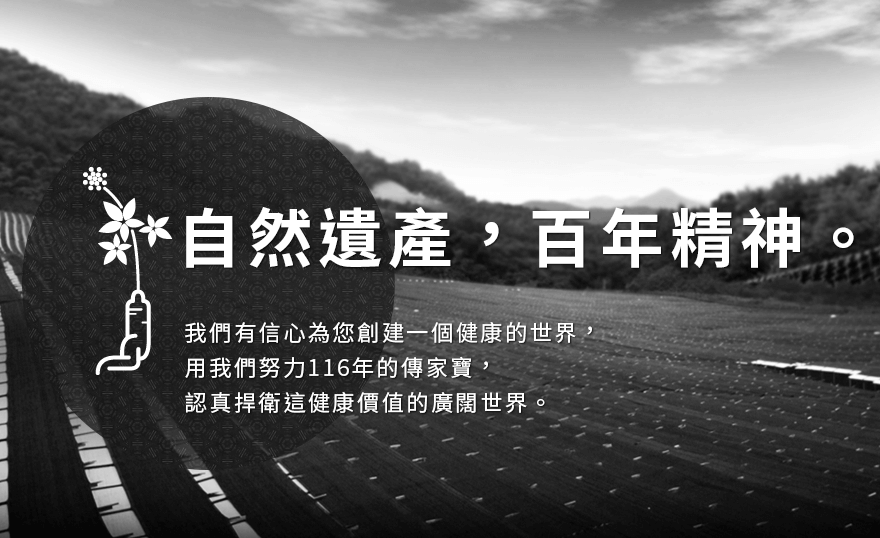 自然遺產，百年精神。
我們有信心為您創建一個健康的世界，
用我們努力116年的傳家寶，
認真捍衛這健康價值的廣闊世界。